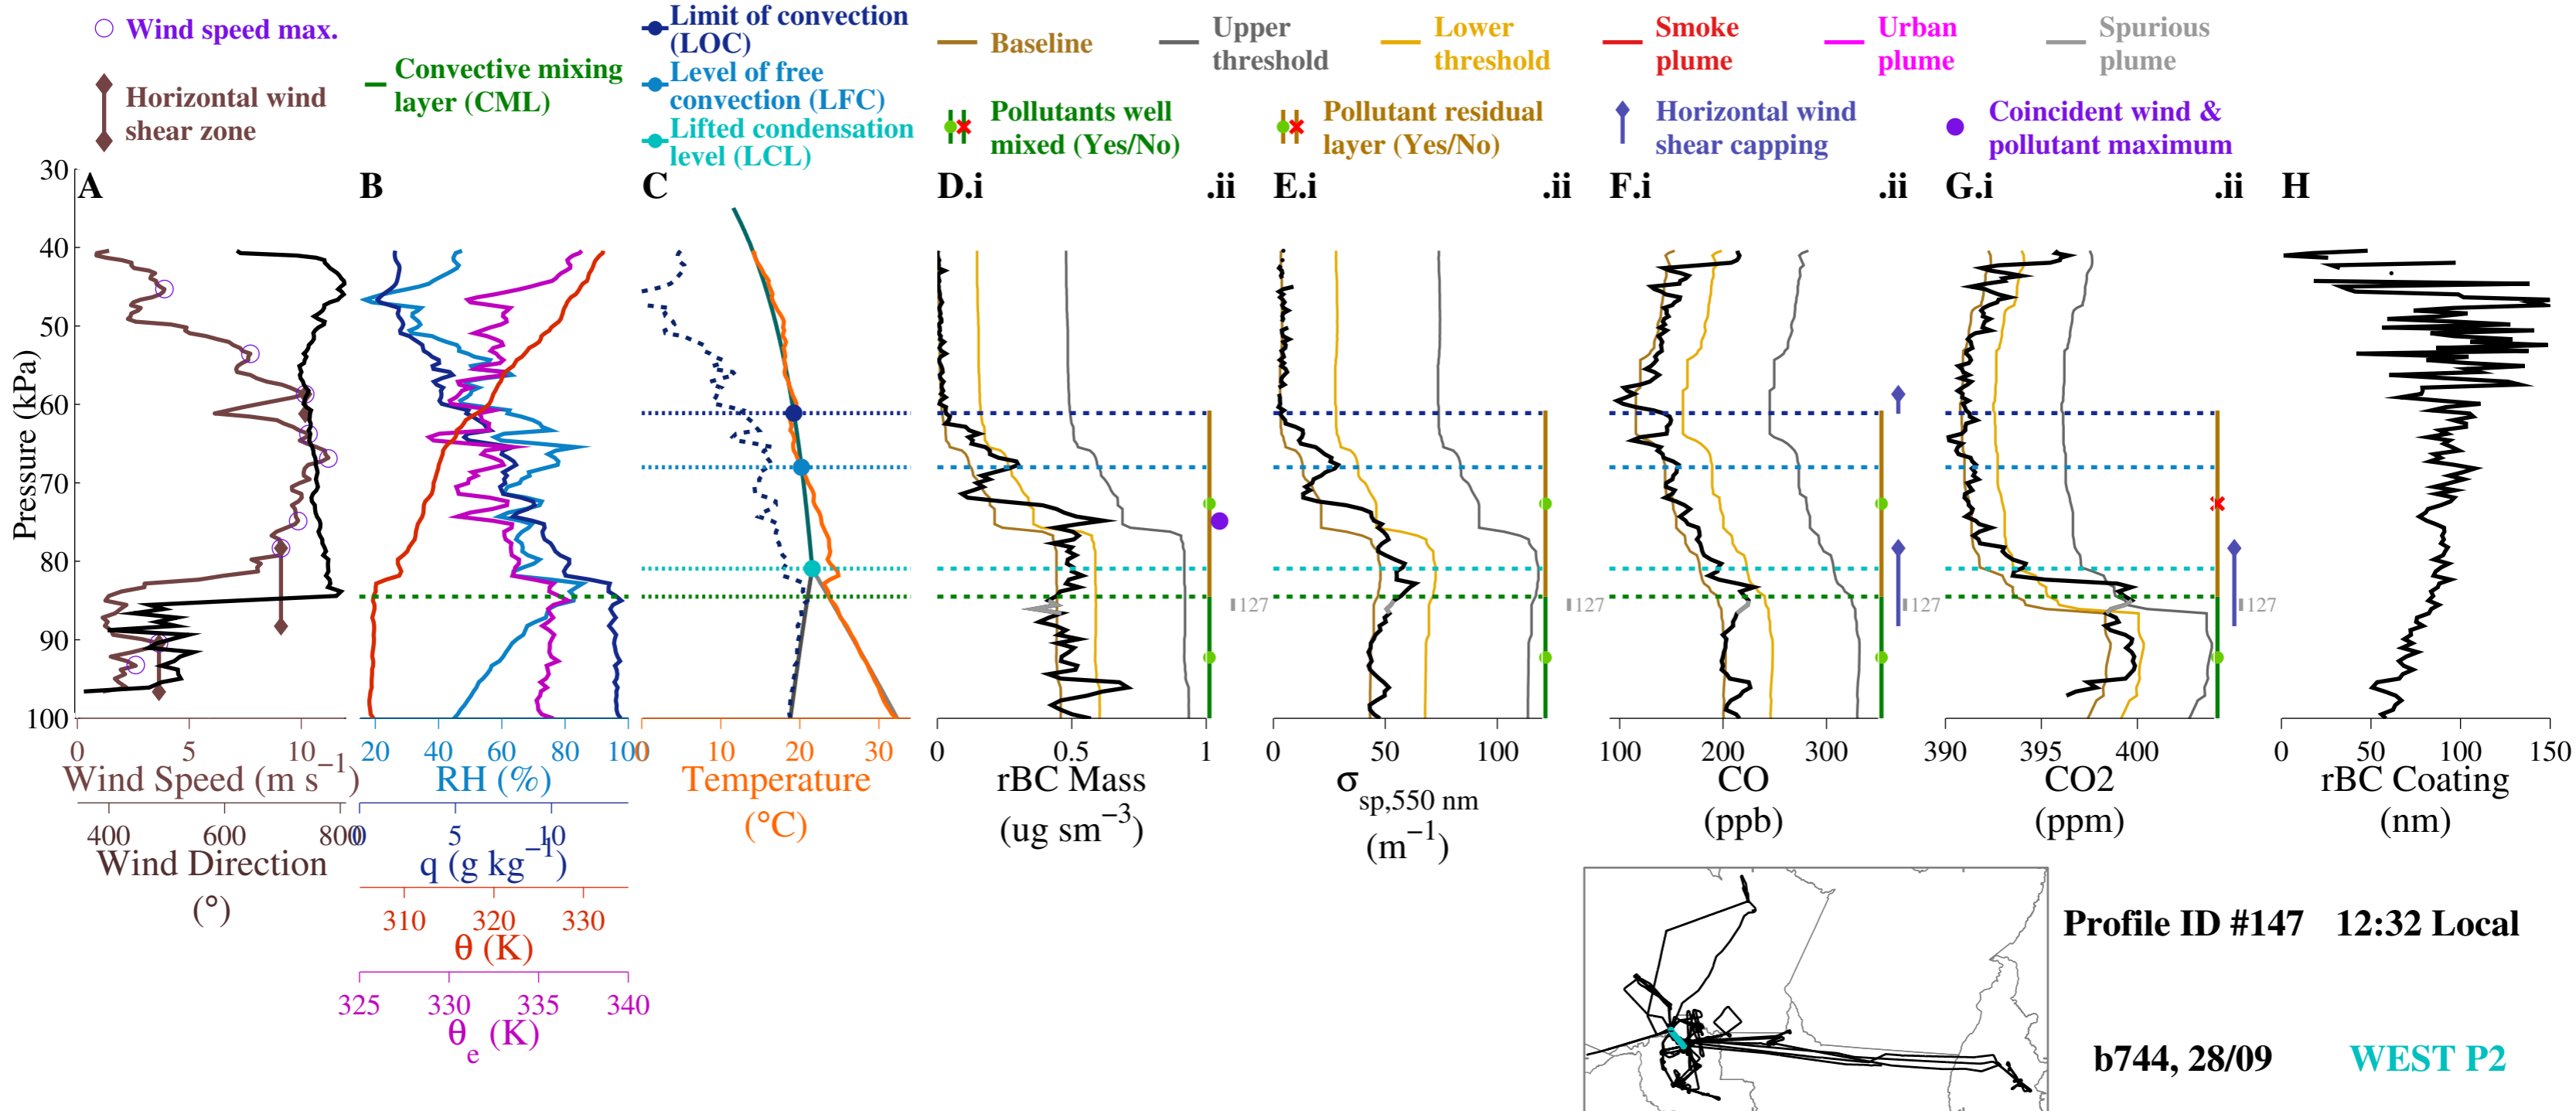 Wind speed max.
Horizontal wind
shear zone
Convective mixing
layer (CML)
Limit of convection
(LOC)
Level of free
convection (LFC)
Lifted condensation
level (LCL)
Baseline
Upper
threshold
Lower
threshold
Smoke
plume
Urban
plume
Spurious
plume
Pollutants well
mixed (Yes/No)
Pollutant residual
layer (Yes/No)
Horizontal wind
shear capping
Coincident wind &
pollutant maximum
A B C D.i .ii E.i .ii F.i .ii G.i .ii H
Pressure (kPa)
30
40
50
60
70
80
90
100
127 127 127 127
0 5 10
Wind Speed (m s−1)
400 600 800
Wind Direction
(°)
20 40 60 80 100
RH (%)
0 5 10
q (g kg−1)
310 320 330
θ (K)
325 330 335 340
θe (K)
0 10 20 30
Temperature
(°C)
0 0.5 1
rBC Mass
(ug sm−3)
0 50 100
σsp,550 nm
(m−1)
100 200 300
CO
(ppb)
390 395 400
CO2
(ppm)
0 50 100 150
rBC Coating
(nm)
Profile ID #147 12:32 Local
b744, 28/09 WEST P2